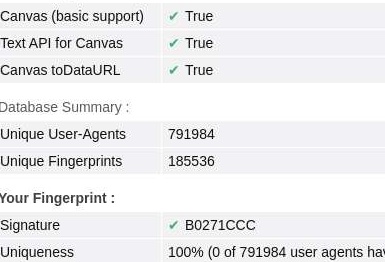 Canvas (basic support) ✔ True
Text API for Canvas ✔ True
Canvas toDataURL ✔ True
Database Summary :
Unique User-Agents 791984
Unique Fingerprints 185536
Your Fingerprint :
Signature ✔ B0271CCC
Uniqueness 100% (0 of 791984 user agents hav